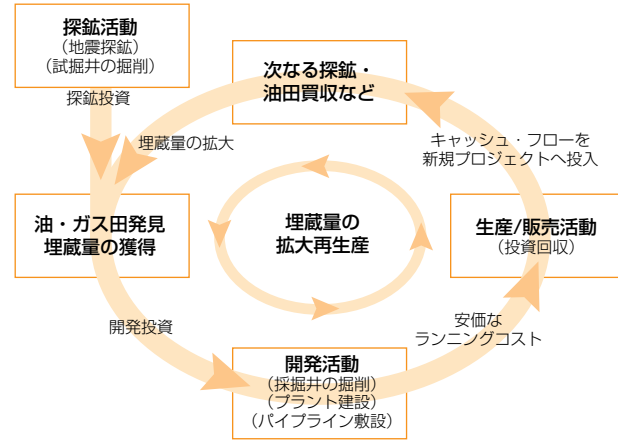 探鉱活動
（地震探鉱）
（試掘井の掘削）
探鉱投資
次なる探鉱・
油田買収など
埋蔵量の拡大
キャッシュ・フローを
新規プロジェクトへ投入
油・ガス田発見
埋蔵量の獲得
埋蔵量の
拡大再生産
生産/販売活動
（投資回収）
開発投資
安価な
ランニングコスト
開発活動
（採掘井の掘削）
（プラント建設）
（パイプライン敷設）